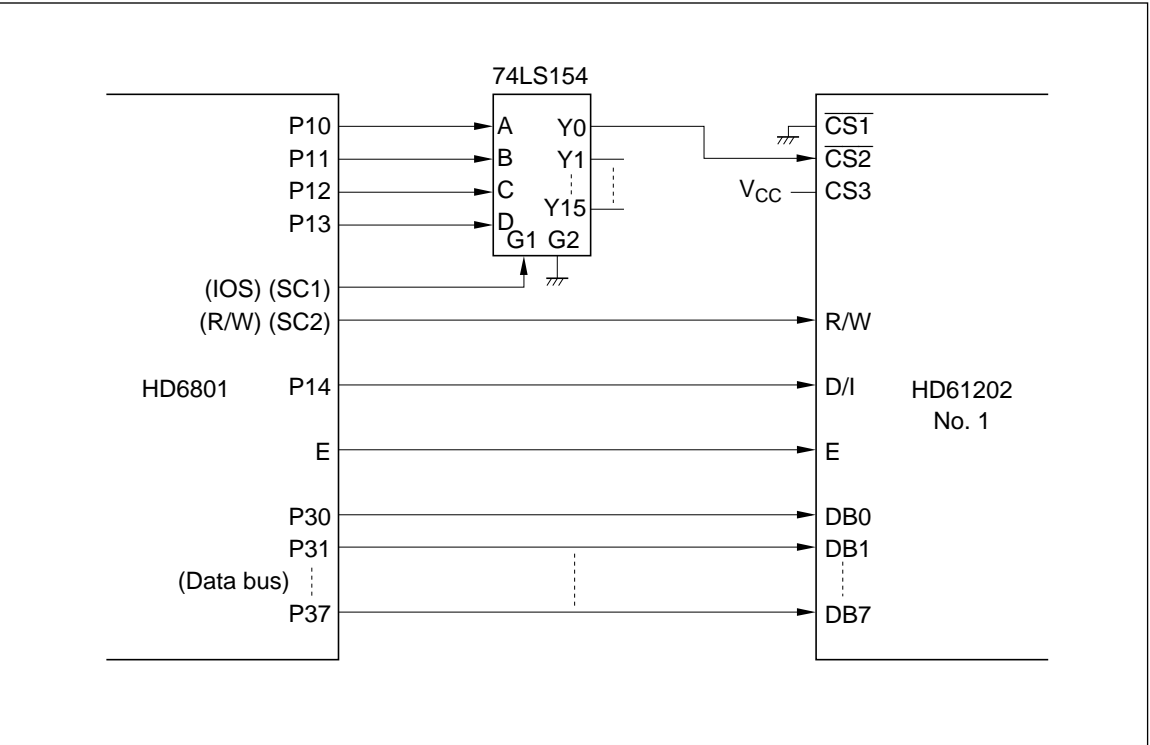 74LS154
P10 A Y0 CS1
P11 B Y1 CS2
P12 C VCC CS3
P13 D Y15
G1 G2
(IOS) (SC1)
(R/W) (SC2) R/W
HD6801 P14 D/I HD61202
No. 1
E E
P30 DB0
P31 DB1
(Data bus)
P37 DB7